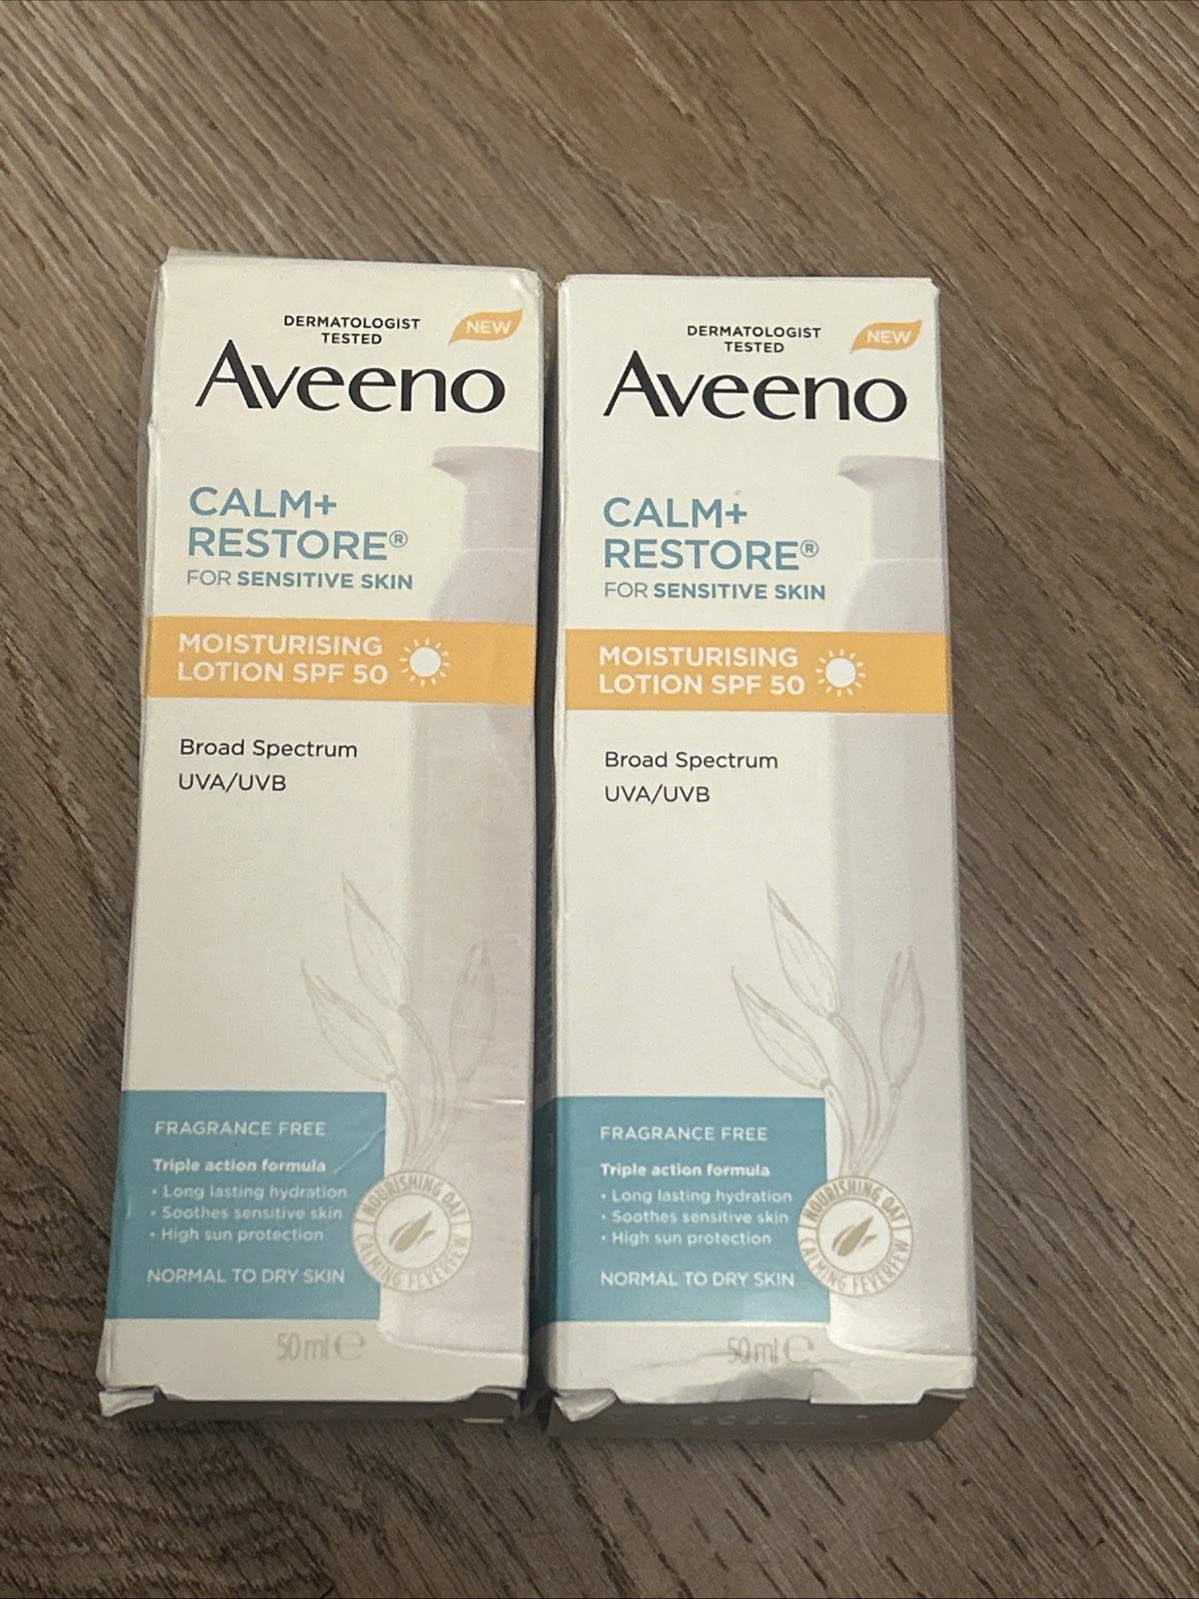 DERMATOLOGIST
TESTED
NEW
Aveeno
CALM+
RESTORE®
FOR SENSITIVE SKIN
MOISTURISING
LOTION SPF 50
Broad Spectrum
UVA/UVB
FRAGRANCE FREE
Triple action formula
• Long lasting hydration
• Soothes sensitive skin
• High sun protection
NORMAL TO DRY SKIN
NOURISHING OAT
CALMING FEVERFEW
50 ml ℮
DERMATOLOGIST
TESTED
NEW
Aveeno
CALM+
RESTORE®
FOR SENSITIVE SKIN
MOISTURISING
LOTION SPF 50
Broad Spectrum
UVA/UVB
FRAGRANCE FREE
Triple action formula
• Long lasting hydration
• Soothes sensitive skin
• High sun protection
NORMAL TO DRY SKIN
NOURISHING OAT
CALMING FEVERFEW
50 ml ℮